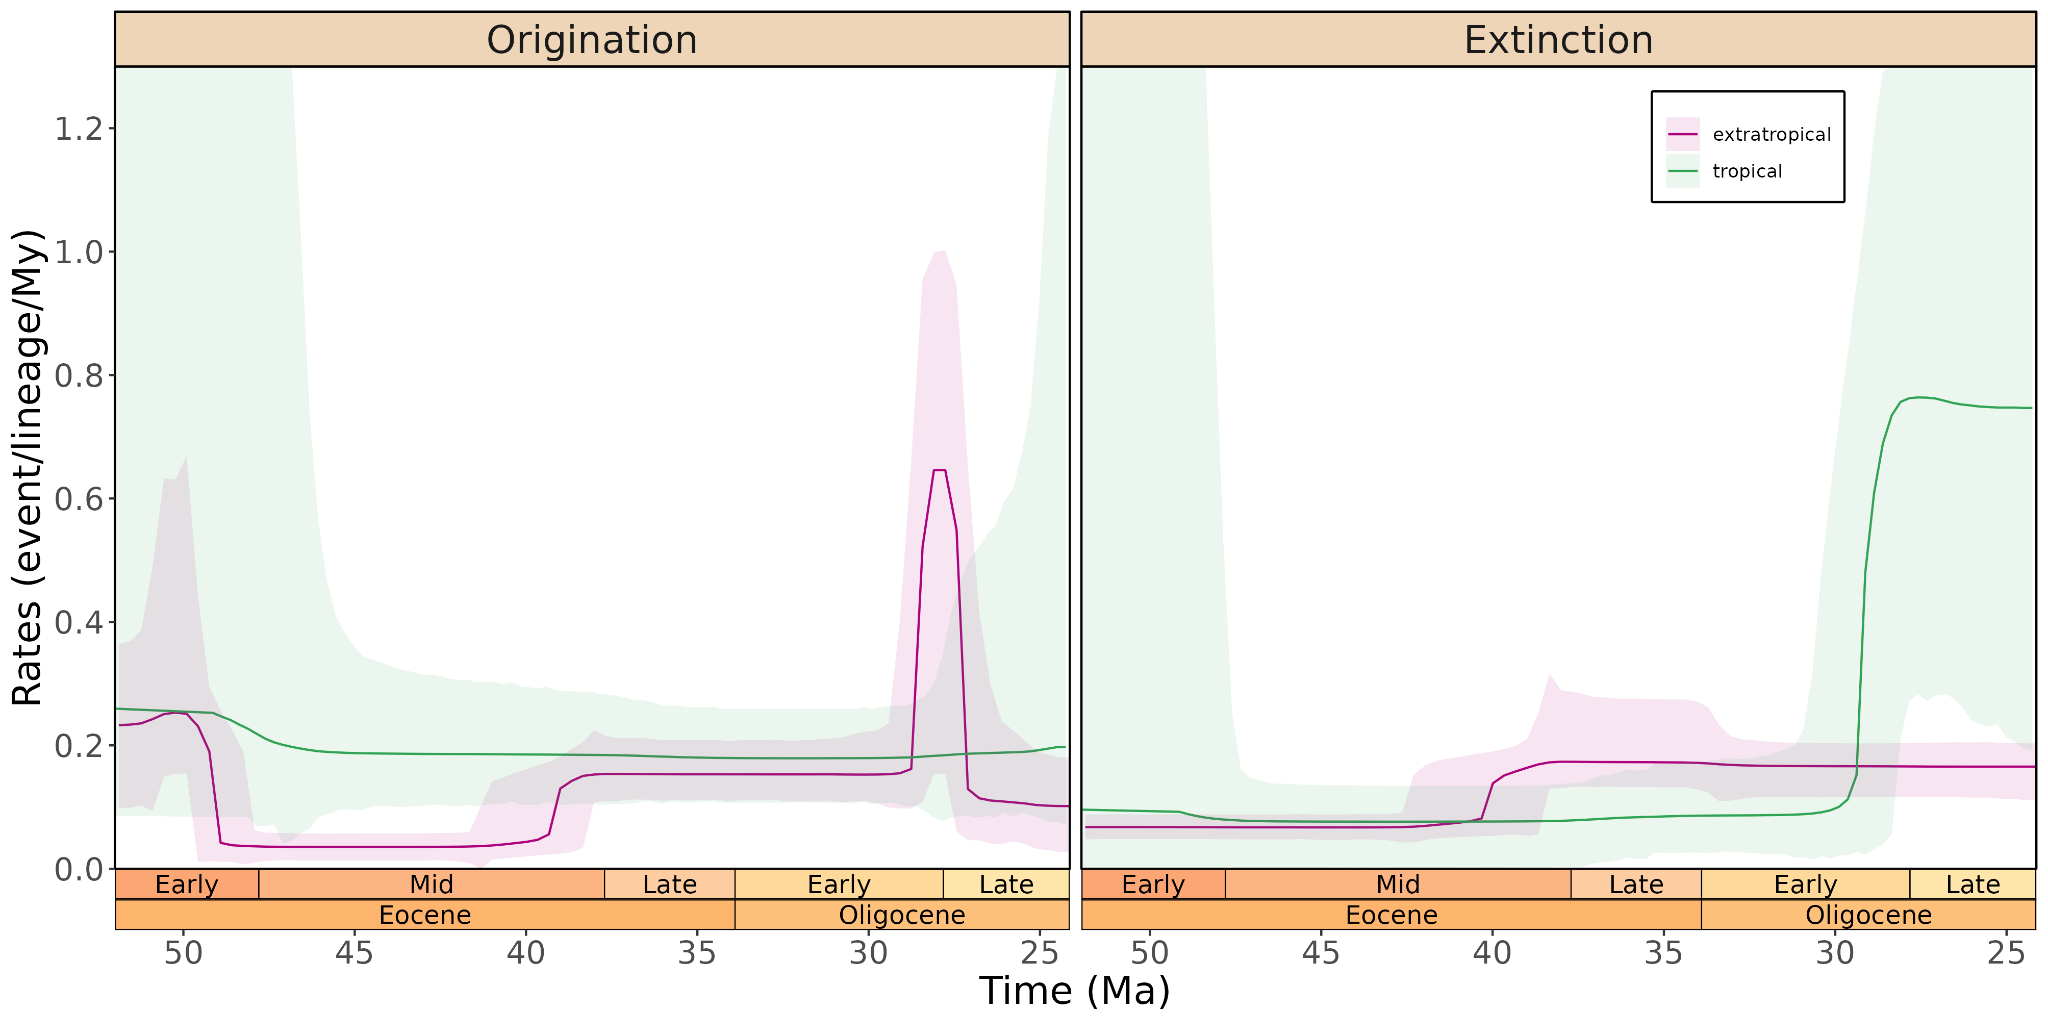 Origination Extinction
extratropical
tropical
Rates (event/lineage/My)
1.2
1.0
0.8
0.6
0.4
0.2
0.0
Early Mid Late Early Late Early Mid Late Early Late
Eocene Oligocene Eocene Oligocene
50 45 40 35 30 25 50 45 40 35 30 25
Time (Ma)